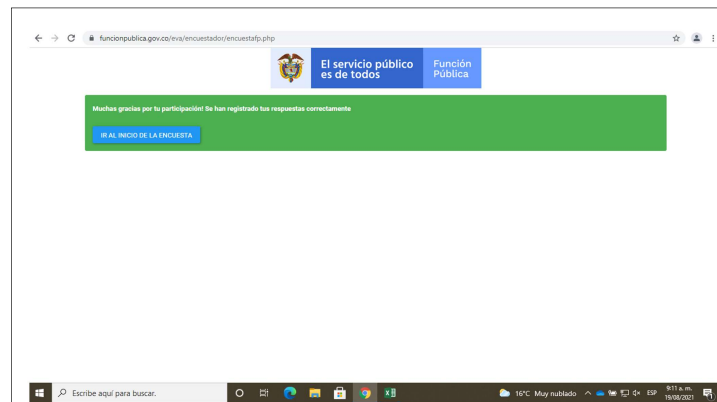 funcionpublica.gov.co/eva/encuestador/encuestafp.php
El servicio público
es de todos
Función
Pública
Muchas gracias por tu participación! Se han registrado tus respuestas correctamente
IR AL INICIO DE LA ENCUESTA
Escribe aquí para buscar.
16°C Muy nublado
ESP
9:11 a. m.
19/08/2021